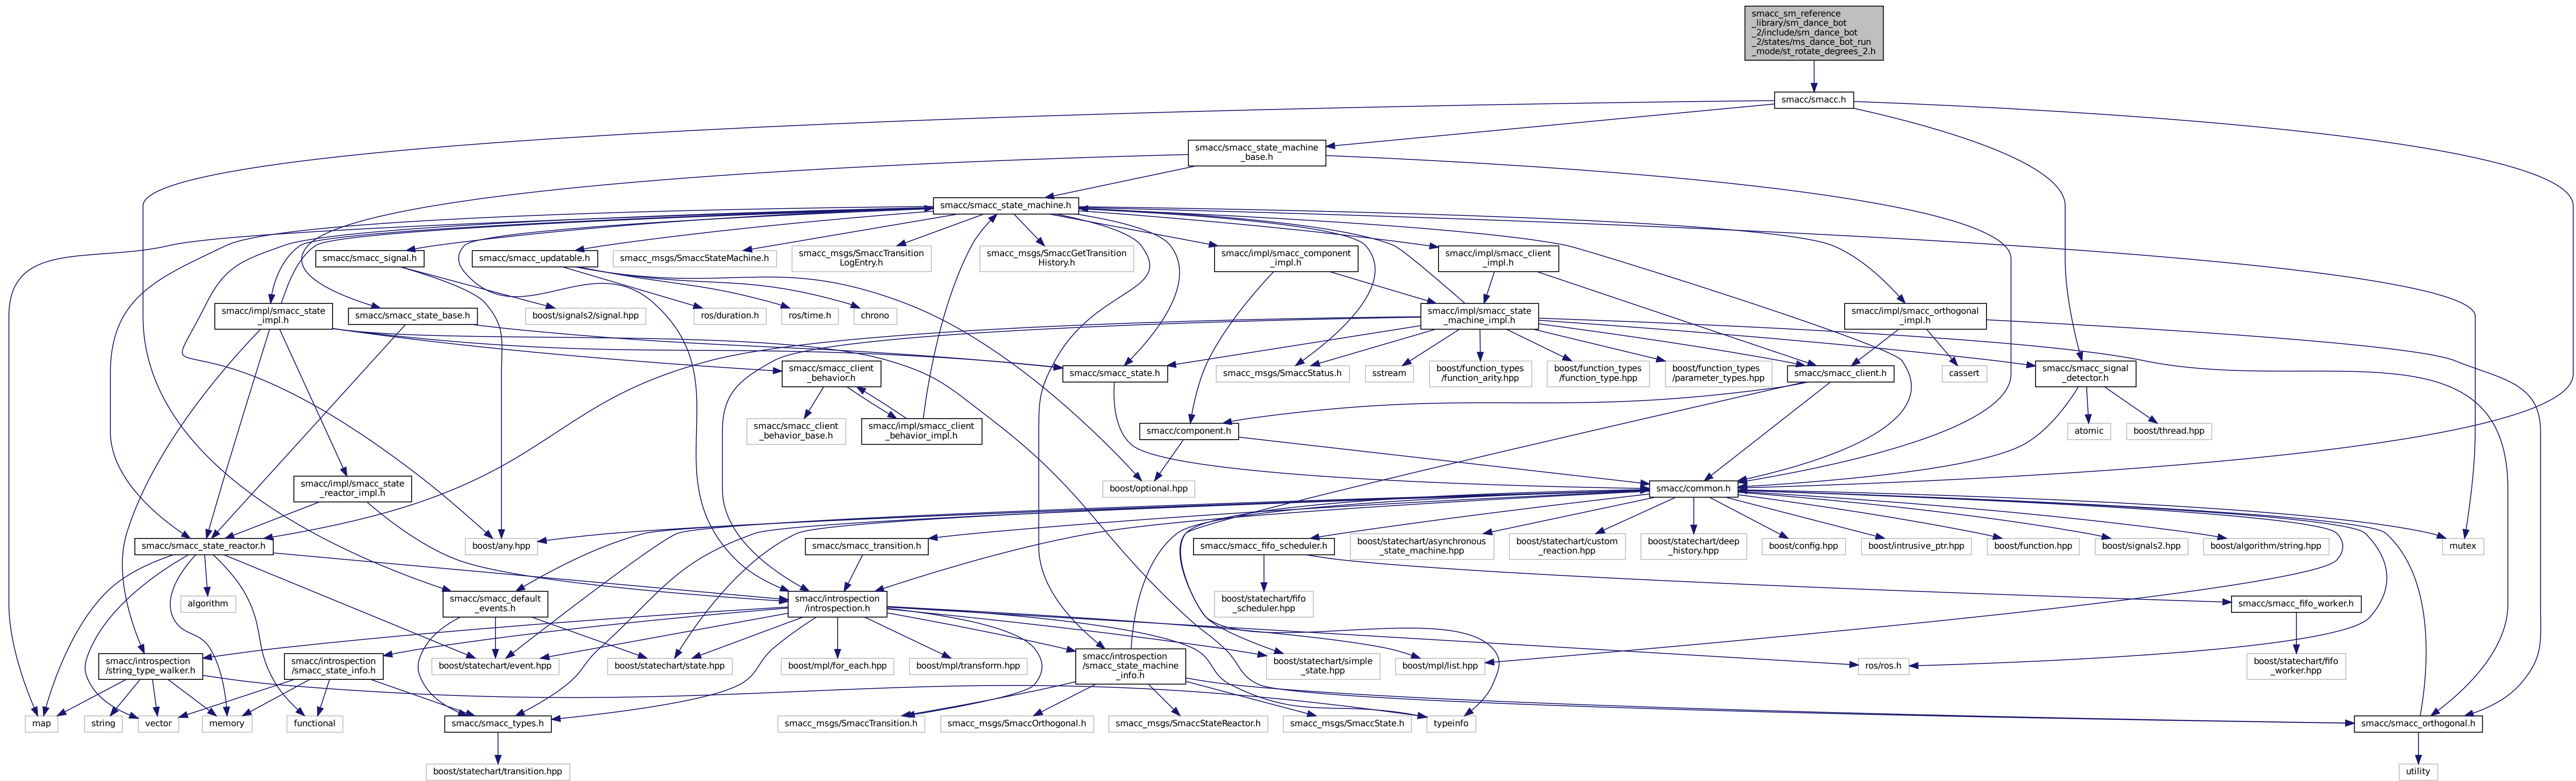 smacc_sm_reference
_library/sm_dance_bot
_2/include/sm_dance_bot
_2/states/ms_dance_bot_run
_mode/st_rotate_degrees_2.h
smacc/smacc.h
smacc/smacc_state_machine
_base.h
smacc/smacc_state_machine.h
smacc/smacc_signal.h
smacc/smacc_updatable.h
smacc_msgs/SmaccStateMachine.h
smacc_msgs/SmaccTransition
LogEntry.h
smacc_msgs/SmaccGetTransition
History.h
smacc/impl/smacc_component
_impl.h
smacc/impl/smacc_client
_impl.h
smacc/impl/smacc_state
_impl.h
smacc/smacc_state_base.h
boost/signals2/signal.hpp
ros/duration.h
ros/time.h
chrono
smacc/impl/smacc_state
_machine_impl.h
smacc/impl/smacc_orthogonal
_impl.h
smacc/smacc_client
_behavior.h
smacc/smacc_state.h
smacc_msgs/SmaccStatus.h
sstream
boost/function_types
/function_arity.hpp
boost/function_types
/function_type.hpp
boost/function_types
/parameter_types.hpp
smacc/smacc_client.h
cassert
smacc/smacc_signal
_detector.h
smacc/smacc_client
_behavior_base.h
smacc/impl/smacc_client
_behavior_impl.h
smacc/component.h
atomic
boost/thread.hpp
smacc/impl/smacc_state
_reactor_impl.h
boost/optional.hpp
smacc/common.h
smacc/smacc_state_reactor.h
boost/any.hpp
smacc/smacc_transition.h
smacc/smacc_fifo_scheduler.h
boost/statechart/asynchronous
_state_machine.hpp
boost/statechart/custom
_reaction.hpp
boost/statechart/deep
_history.hpp
boost/config.hpp
boost/intrusive_ptr.hpp
boost/function.hpp
boost/signals2.hpp
boost/algorithm/string.hpp
mutex
algorithm
smacc/smacc_default
_events.h
smacc/introspection
/introspection.h
boost/statechart/fifo
_scheduler.hpp
smacc/smacc_fifo_worker.h
smacc/introspection
/string_type_walker.h
smacc/introspection
/smacc_state_info.h
boost/statechart/event.hpp
boost/statechart/state.hpp
boost/mpl/for_each.hpp
boost/mpl/transform.hpp
smacc/introspection
/smacc_state_machine
_info.h
boost/statechart/simple
_state.hpp
boost/mpl/list.hpp
ros/ros.h
boost/statechart/fifo
_worker.hpp
map
string
vector
memory
functional
smacc/smacc_types.h
smacc_msgs/SmaccTransition.h
smacc_msgs/SmaccOrthogonal.h
smacc_msgs/SmaccStateReactor.h
smacc_msgs/SmaccState.h
typeinfo
smacc/smacc_orthogonal.h
boost/statechart/transition.hpp
utility